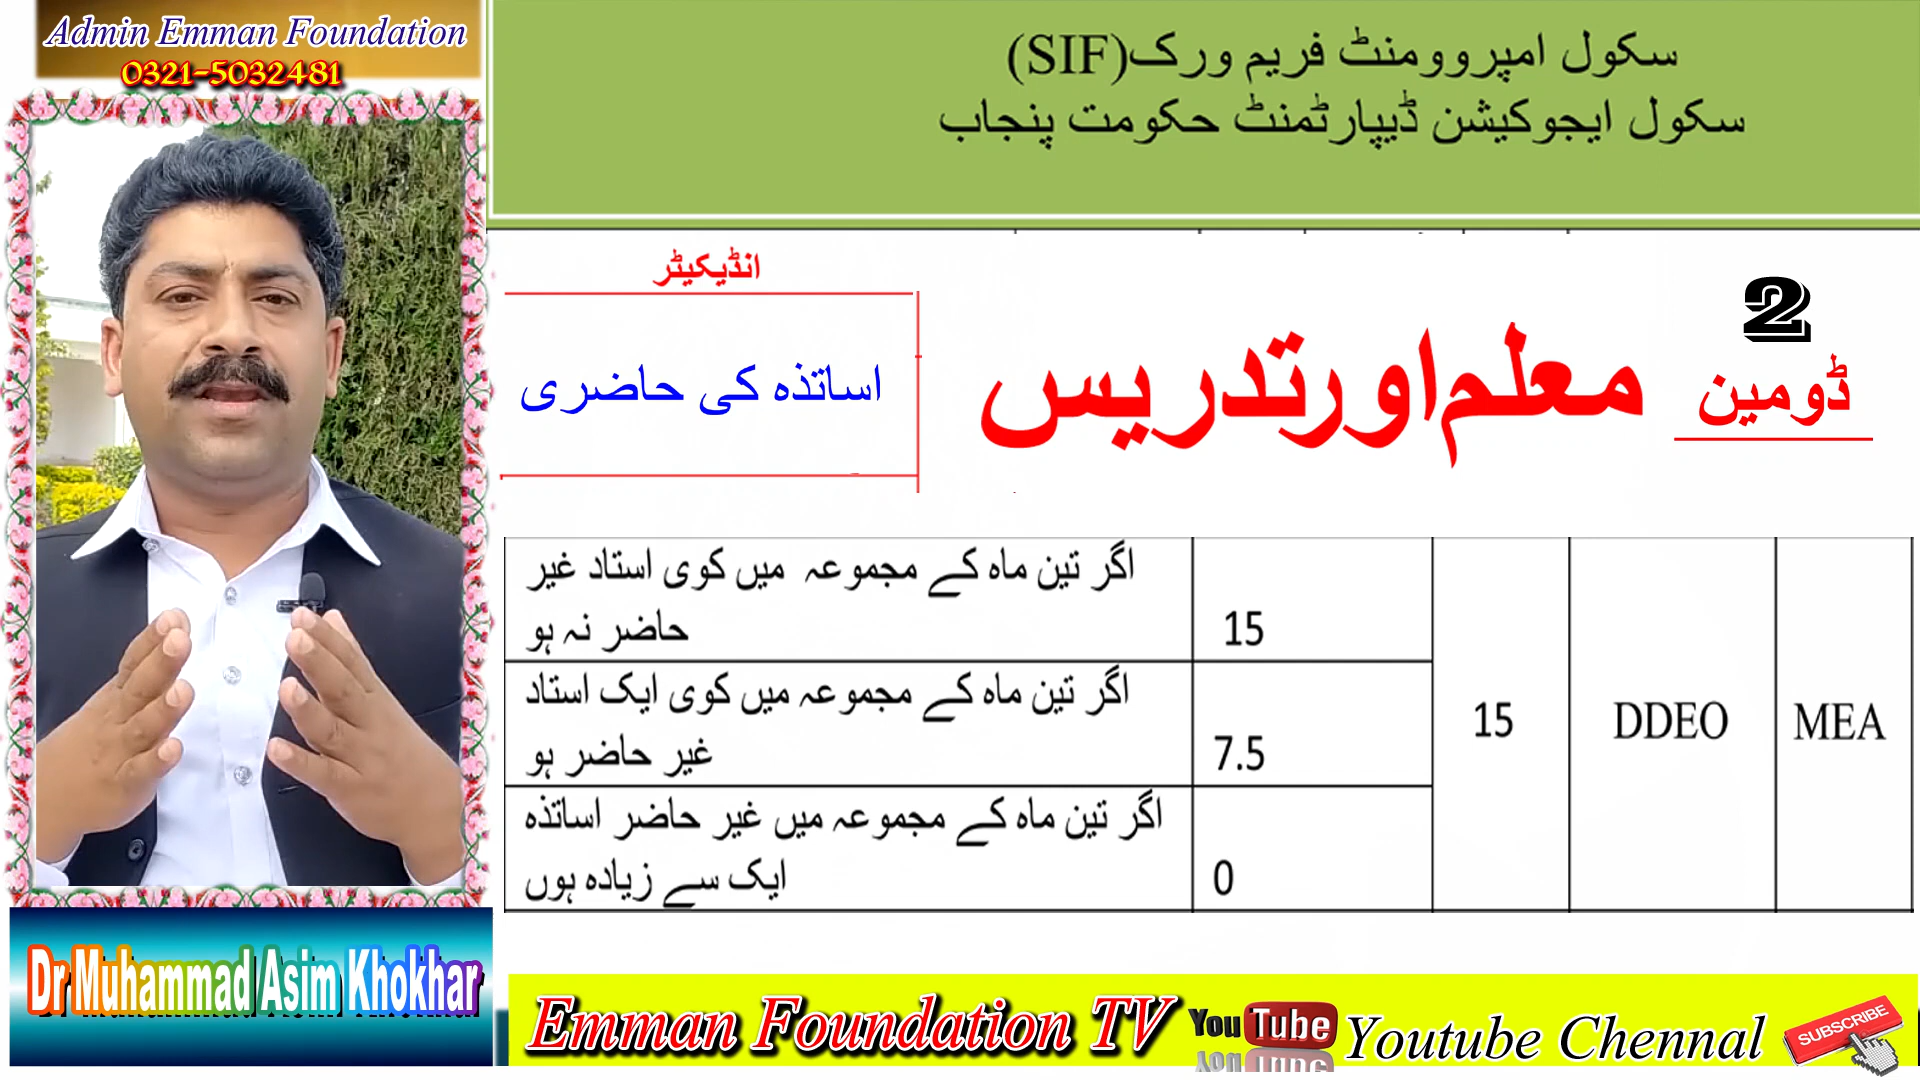 Admin Emman Foundation
0321-5032481
سکول امپروومنٹ فریم ورک(SIF)
سکول ایجوکیشن ڈیپارٹمنٹ حکومت پنجاب
2
ڈومین
معلم اور تدریس
انڈیکیٹر
اساتذہ کی حاضری
اگر تین ماہ کے مجموعہ میں کوی استاد غیر
حاضر نہ ہو
15
اگر تین ماہ کے مجموعہ میں کوی ایک استاد
غیر حاضر ہو
7.5
اگر تین ماہ کے مجموعہ میں غیر حاضر اساتذہ
ایک سے زیادہ ہوں
0
15
DDEO
MEA
Dr Muhammad Asim Khokhar
Emman Foundation TV
YouTube
Youtube Chennal
SUBSCRIBE